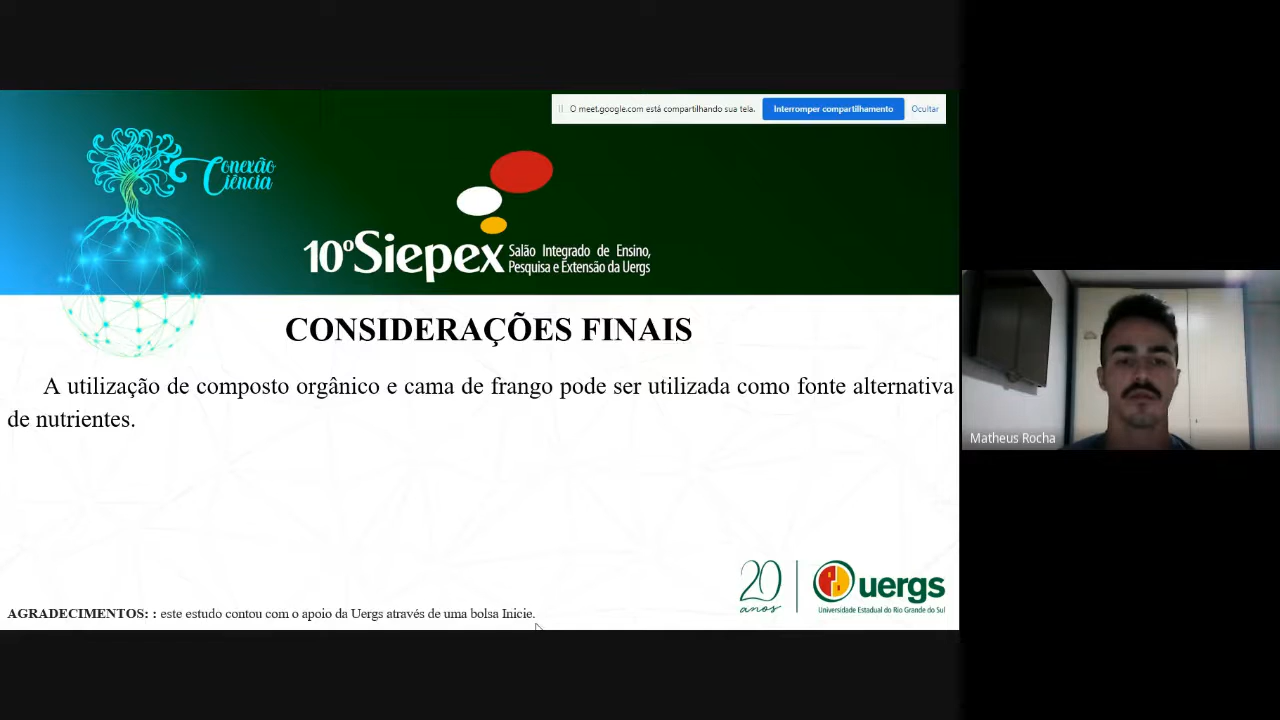 O meet.google.com está compartilhando sua tela.
Interromper compartilhamento
Ocultar
Conexão
Ciência
10º Siepex
Salão Integrado de Ensino,
Pesquisa e Extensão da Uergs
CONSIDERAÇÕES FINAIS
A utilização de composto orgânico e cama de frango pode ser utilizada como fonte alternativa
de nutrientes.
Matheus Rocha
20
anos
uergs
Universidade Estadual do Rio Grande do Sul
AGRADECIMENTOS: : este estudo contou com o apoio da Uergs através de uma bolsa Inicie.